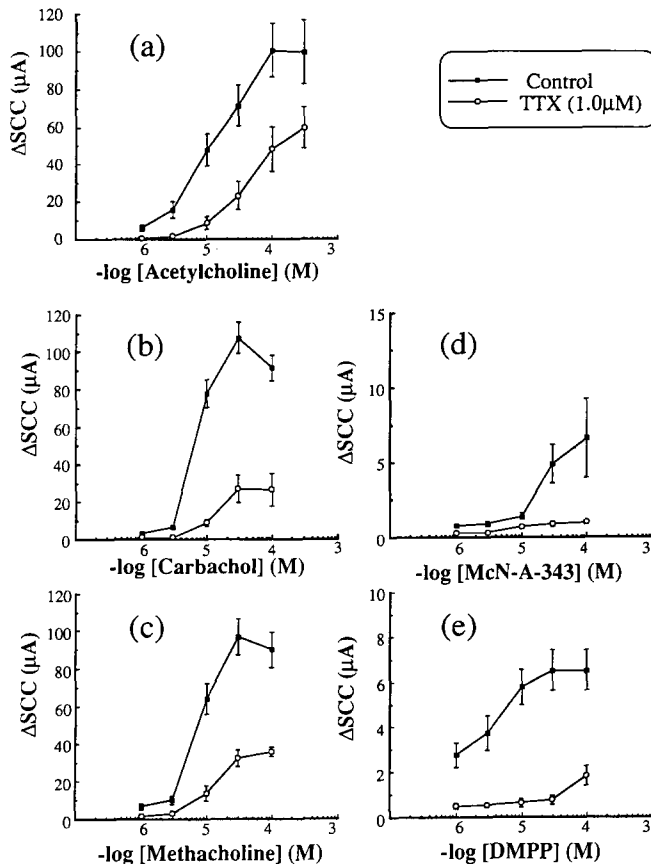 (a)
ΔSCC (μA)
120
100
80
60
40
20
0
6 5 4 3
-log [Acetylcholine] (M)
Control
TTX (1.0μM)
(b)
ΔSCC (μA)
120
100
80
60
40
20
0
6 5 4 3
-log [Carbachol] (M)
(d)
ΔSCC (μA)
15
10
5
0
6 5 4 3
-log [McN-A-343] (M)
(c)
ΔSCC (μA)
120
100
80
60
40
20
0
6 5 4 3
-log [Methacholine] (M)
(e)
ΔSCC (μA)
10
8
6
4
2
0
6 5 4 3
-log [DMPP] (M)